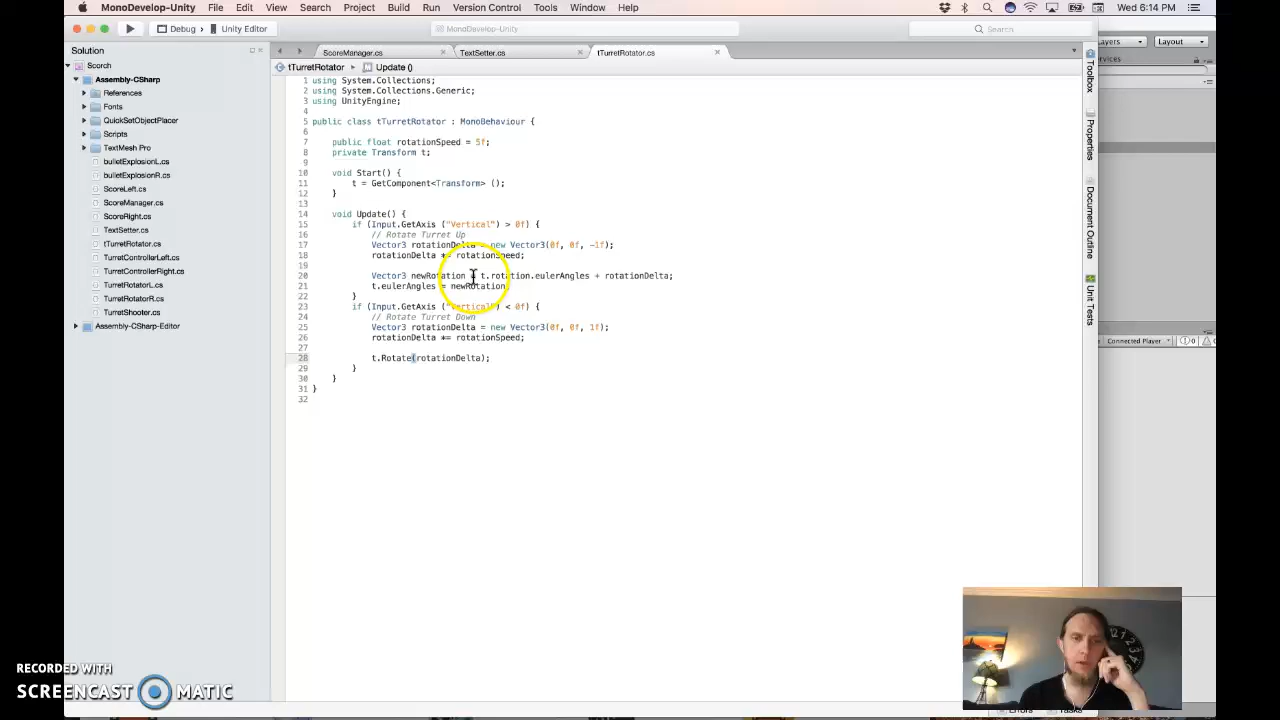 MonoDevelop-Unity File Edit View Search Project Build Run Version Control Tools Window Help Wed 6:14 PM
Debug Unity Editor MonoDevelop-Unity Search
Layers Layout
Solution
ScoreManager.cs TextSetter.cs tTurretRotator.cs
tTurretRotator Update ()
Scorch
Assembly-CSharp
References
Fonts
QuickSetObjectPlacer
Scripts
TextMesh Pro
bulletExplosionL.cs
bulletExplosionR.cs
ScoreLeft.cs
ScoreManager.cs
ScoreRight.cs
TextSetter.cs
tTurretRotator.cs
TurretControllerLeft.cs
TurretControllerRight.cs
TurretRotatorL.cs
TurretRotatorR.cs
TurretShooter.cs
Assembly-CSharp-Editor
1 using System.Collections;
2 using System.Collections.Generic;
3 using UnityEngine;
4
5 public class tTurretRotator : MonoBehaviour {
6
7 public float rotationSpeed = 5f;
8 private Transform t;
9
10 void Start() {
11 t = GetComponent<Transform> ();
12 }
13
14 void Update() {
15 if (Input.GetAxis ("Vertical") > 0f) {
16 // Rotate Turret Up
17 Vector3 rotationDelta = new Vector3(0f, 0f, -1f);
18 rotationDelta *= rotationSpeed;
19
20 Vector3 newRotation = t.rotation.eulerAngles + rotationDelta;
21 t.eulerAngles = newRotation;
22 }
23 if (Input.GetAxis ("Vertical") < 0f) {
24 // Rotate Turret Down
25 Vector3 rotationDelta = new Vector3(0f, 0f, 1f);
26 rotationDelta *= rotationSpeed;
27
28 t.Rotate(rotationDelta);
29 }
30 }
31 }
32
Toolbox
Properties
Document Outline
Unit Tests
Connected Player
Errors Tasks
RECORDED WITH
SCREENCAST MATIC